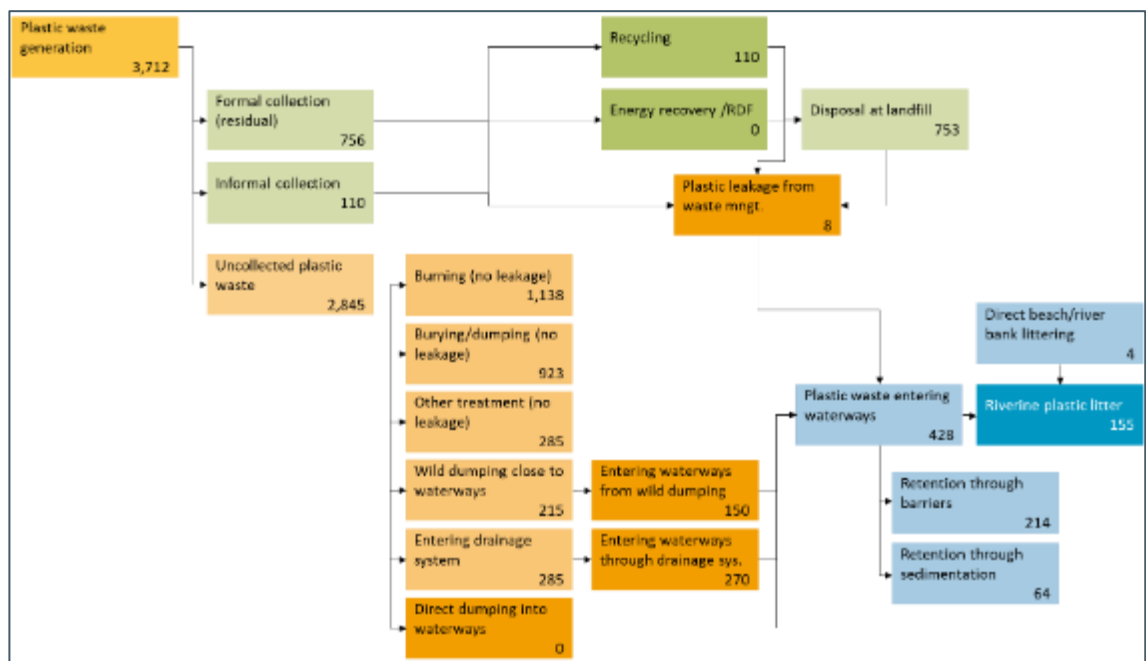 Plastic waste
generation
3,712
Recycling
110
Formal collection
(residual)
756
Energy recovery /RDF
0
Disposal at landfill
753
Informal collection
110
Plastic leakage from
waste mngt.
8
Uncollected plastic
waste
2,845
Burning (no leakage)
1,138
Direct beach/river
bank littering
4
Burying/dumping (no
leakage)
923
Other treatment (no
leakage)
285
Plastic waste entering
waterways
428
Riverine plastic litter
155
Wild dumping close to
waterways
215
Entering waterways
from wild dumping
150
Retention through
barriers
214
Entering drainage
system
285
Entering waterways
through drainage sys.
270
Retention through
sedimentation
64
Direct dumping into
waterways
0